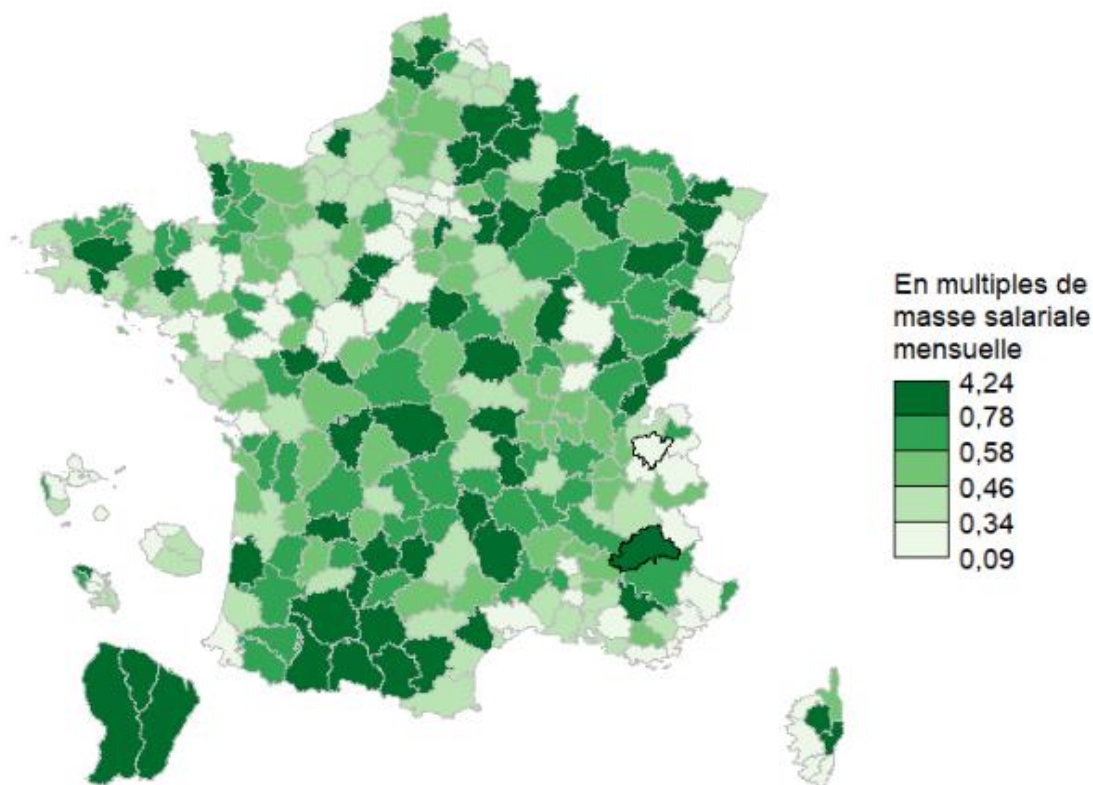 En multiples de
masse salariale
mensuelle
4,24
0,78
0,58
0,46
0,34
0,09